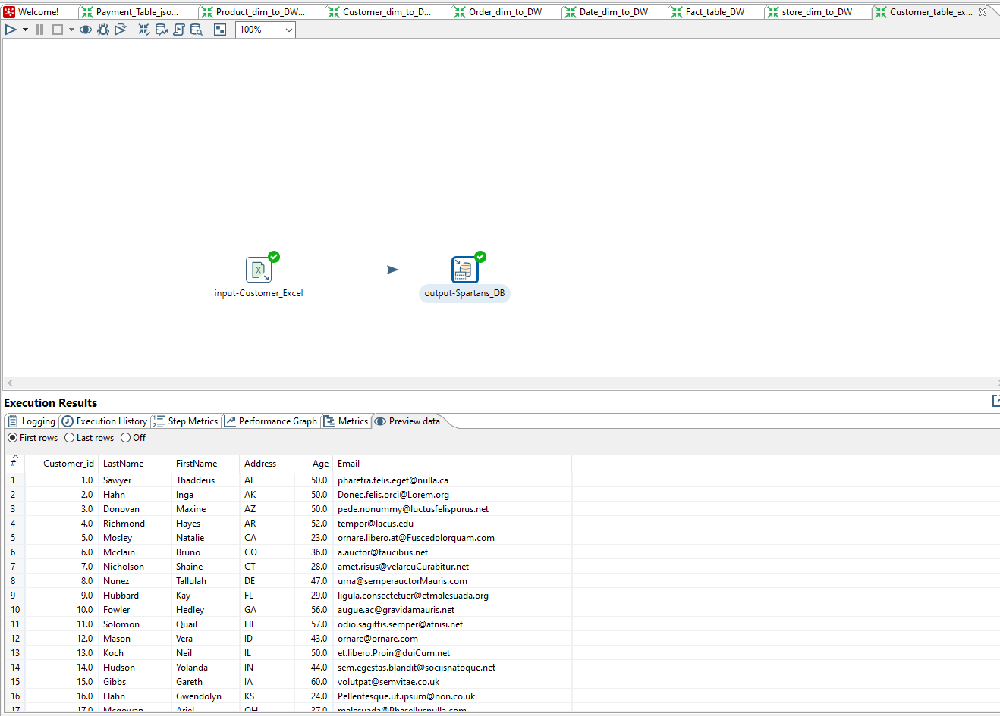 Welcome! Payment_Table_jso... Product_dim_to_DW... Customer_dim_to_D... Order_dim_to_DW Date_dim_to_DW Fact_table_DW store_dim_to_DW Customer_table_ex...
100%
input-Customer_Excel output-Spartans_DB
Execution Results
Logging Execution History Step Metrics Performance Graph Metrics Preview data
First rows Last rows Off
# Customer_id LastName FirstName Address Age Email
1 1.0 Sawyer Thaddeus AL 50.0 pharetra.felis.eget@nulla.ca
2 2.0 Hahn Inga AK 50.0 Donec.felis.orci@Lorem.org
3 3.0 Donovan Maxine AZ 50.0 pede.nonummy@luctusfelispurus.net
4 4.0 Richmond Hayes AR 52.0 tempor@lacus.edu
5 5.0 Mosley Natalie CA 23.0 ornare.libero.at@Fuscedolorquam.com
6 6.0 Mcclain Bruno CO 36.0 a.auctor@faucibus.net
7 7.0 Nicholson Shaine CT 28.0 amet.risus@velarcuCurabitur.net
8 8.0 Nunez Tallulah DE 47.0 urna@semperauctorMauris.com
9 9.0 Hubbard Kay FL 29.0 ligula.consectetuer@etmalesuada.org
10 10.0 Fowler Hedley GA 56.0 augue.ac@gravidamauris.net
11 11.0 Solomon Quail HI 57.0 odio.sagittis.semper@atnisi.net
12 12.0 Mason Vera ID 43.0 ornare@ornare.com
13 13.0 Koch Neil IL 50.0 et.libero.Proin@duiCum.net
14 14.0 Hudson Yolanda IN 44.0 sem.egestas.blandit@sociisnatoque.net
15 15.0 Gibbs Gareth IA 60.0 volutpat@semvitae.co.uk
16 16.0 Hahn Gwendolyn KS 24.0 Pellentesque.ut.ipsum@non.co.uk
17 17.0 Mcgowan Ariel OH 37.0 malesuada@Phasellusnulla.com